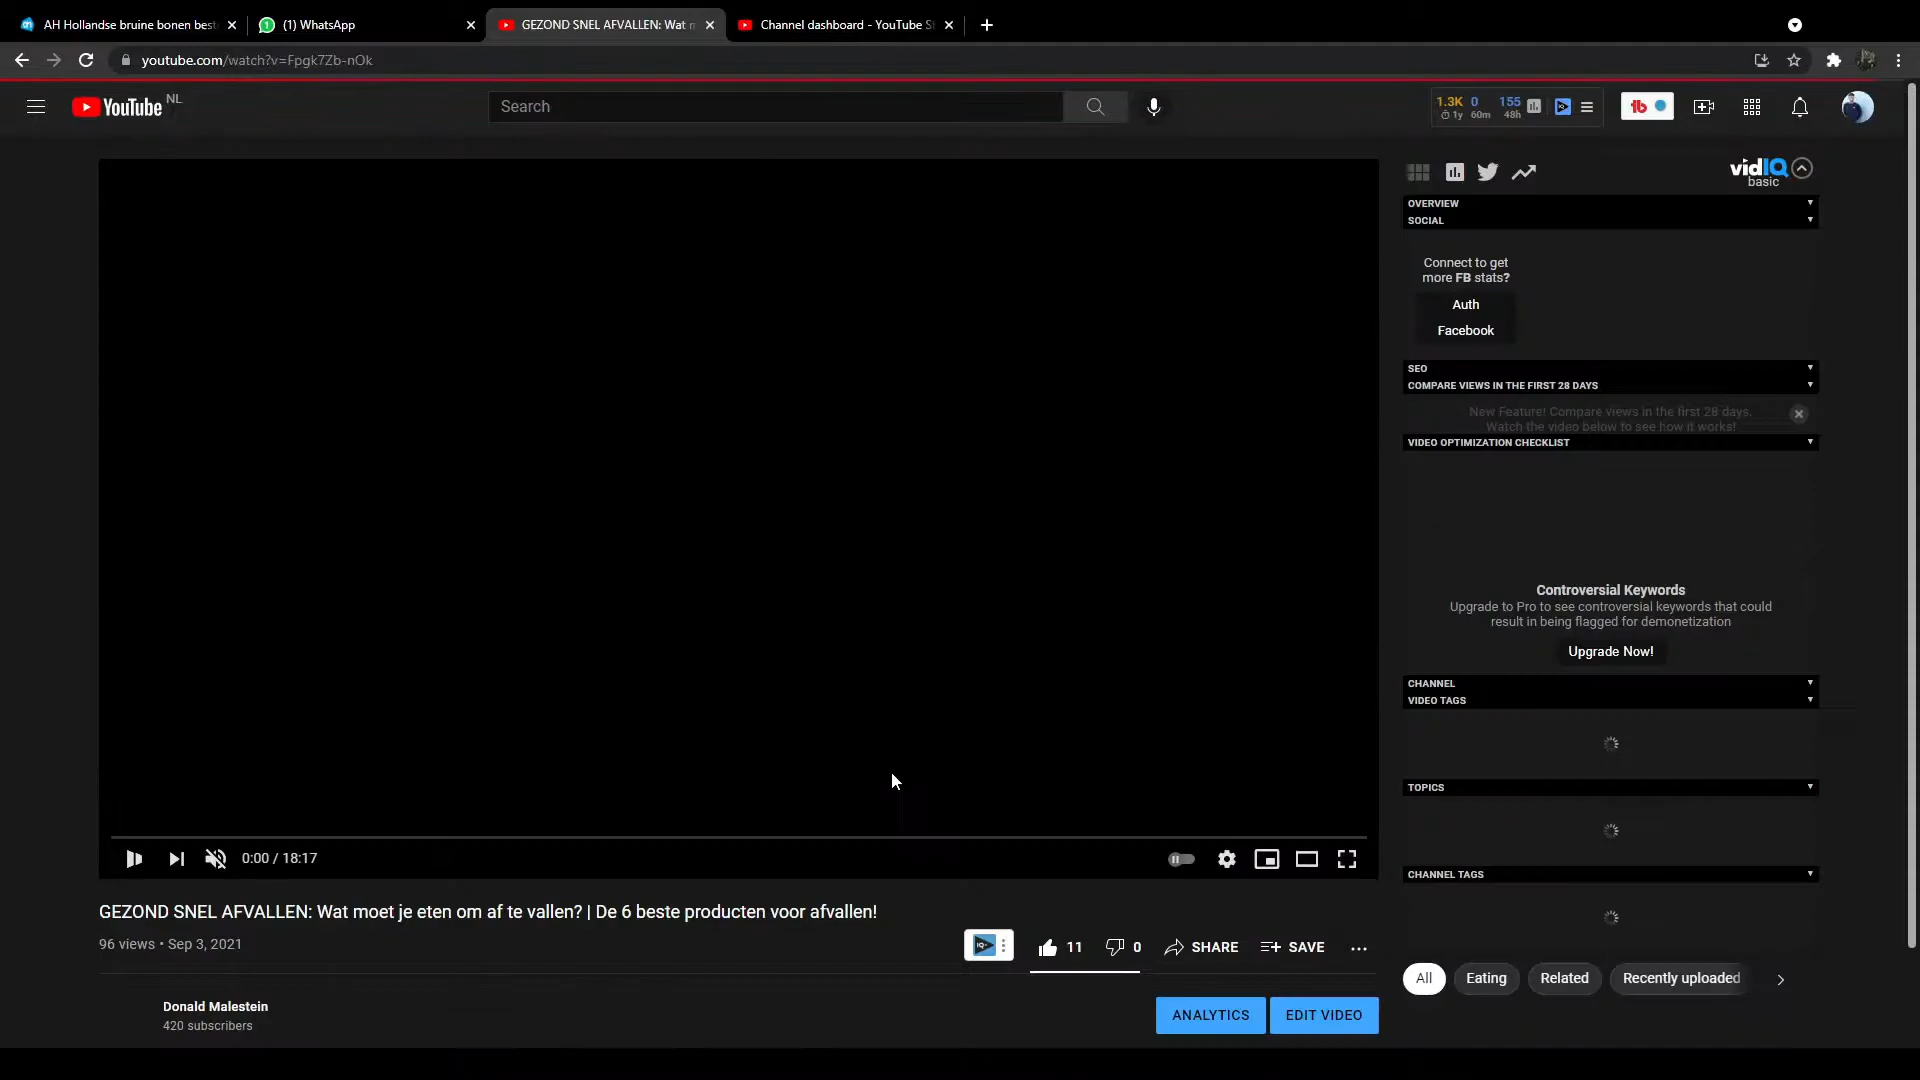 AH Hollandse bruine bonen best
(1) WhatsApp
GEZOND SNEL AFVALLEN: Wat m
Channel dashboard - YouTube S
youtube.com/watch?v=Fpgk7Zb-nOk
YouTube NL
Search
1.3K 0 155
1y 60m 48h
vidIQ
basic
OVERVIEW
SOCIAL
Connect to get
more FB stats?
Auth
Facebook
SEO
COMPARE VIEWS IN THE FIRST 28 DAYS
New Feature! Compare views in the first 28 days.
Watch the video below to see how it works!
VIDEO OPTIMIZATION CHECKLIST
Controversial Keywords
Upgrade to Pro to see controversial keywords that could
result in being flagged for demonetization
Upgrade Now!
CHANNEL
VIDEO TAGS
TOPICS
CHANNEL TAGS
0:00 / 18:17
GEZOND SNEL AFVALLEN: Wat moet je eten om af te vallen? | De 6 beste producten voor afvallen!
96 views • Sep 3, 2021
11 0 SHARE SAVE
All Eating Related Recently uploaded
Donald Malestein
420 subscribers
ANALYTICS EDIT VIDEO